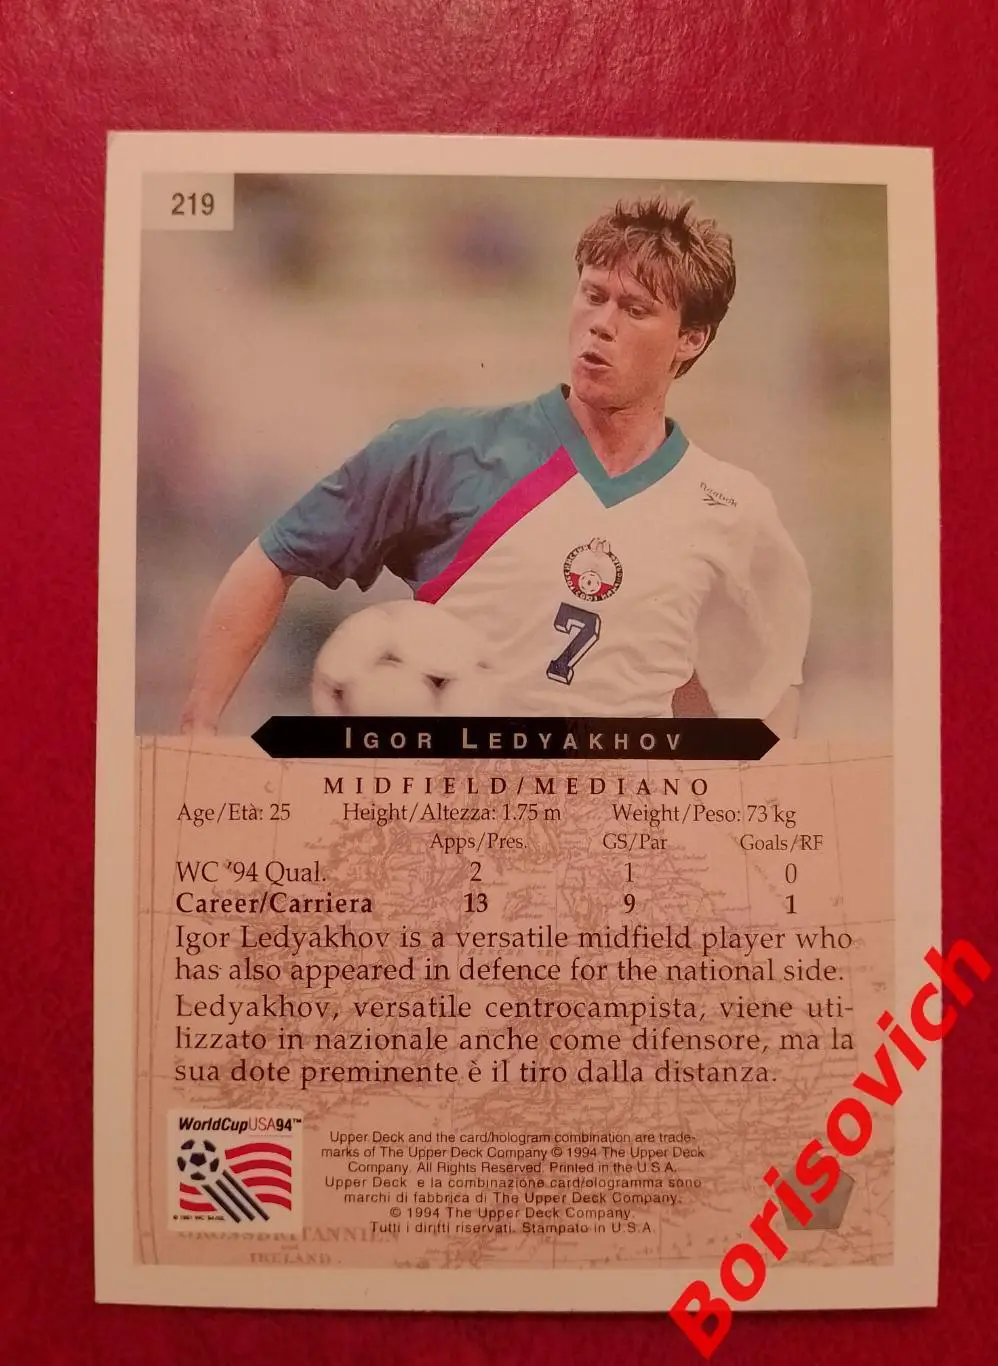 219
Reebok
7
IGOR LEDYAKHOV
MIDFIELD/MEDIANO
Age/Età: 25 Height/Altezza: 1.75 m Weight/Peso: 73 kg
Apps/Pres. GS/Par Goals/RF
WC '94 Qual. 2 1 0
Career/Carriera 13 9 1
Igor Ledyakhov is a versatile midfield player who
has also appeared in defence for the national side.
Ledyakhov, versatile centrocampista, viene uti-
lizzato in nazionale anche come difensore, ma la
sua dote preminente è il tiro dalla distanza.
WorldCupUSA94™
Upper Deck and the card/hologram combination are trade-
marks of The Upper Deck Company © 1994 The Upper Deck
Company. All Rights Reserved. Printed in the U.S.A.
Upper Deck e la combinazione card/ologramma sono
marchi di fabbrica di The Upper Deck Company.
© 1994 The Upper Deck Company.
Tutti i diritti riservati. Stampato in U.S.A.
GROSSBRITANNIEN
IRELAND
Borisovich